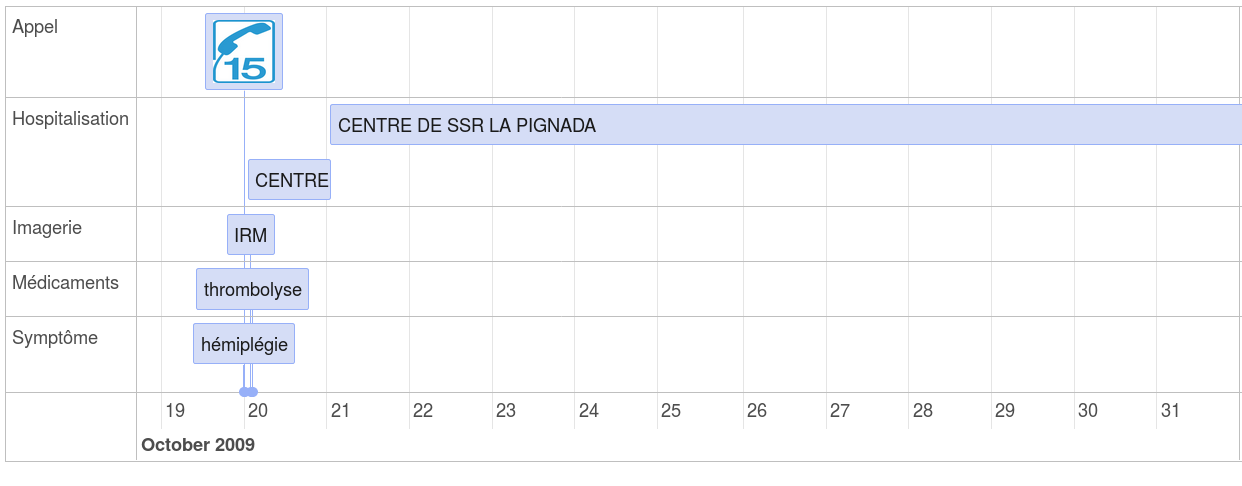 Appel
15
Hospitalisation
CENTRE DE SSR LA PIGNADA
CENTRE
Imagerie
IRM
Médicaments
thrombolyse
Symptôme
hémiplégie
19 20 21 22 23 24 25 26 27 28 29 30 31
October 2009